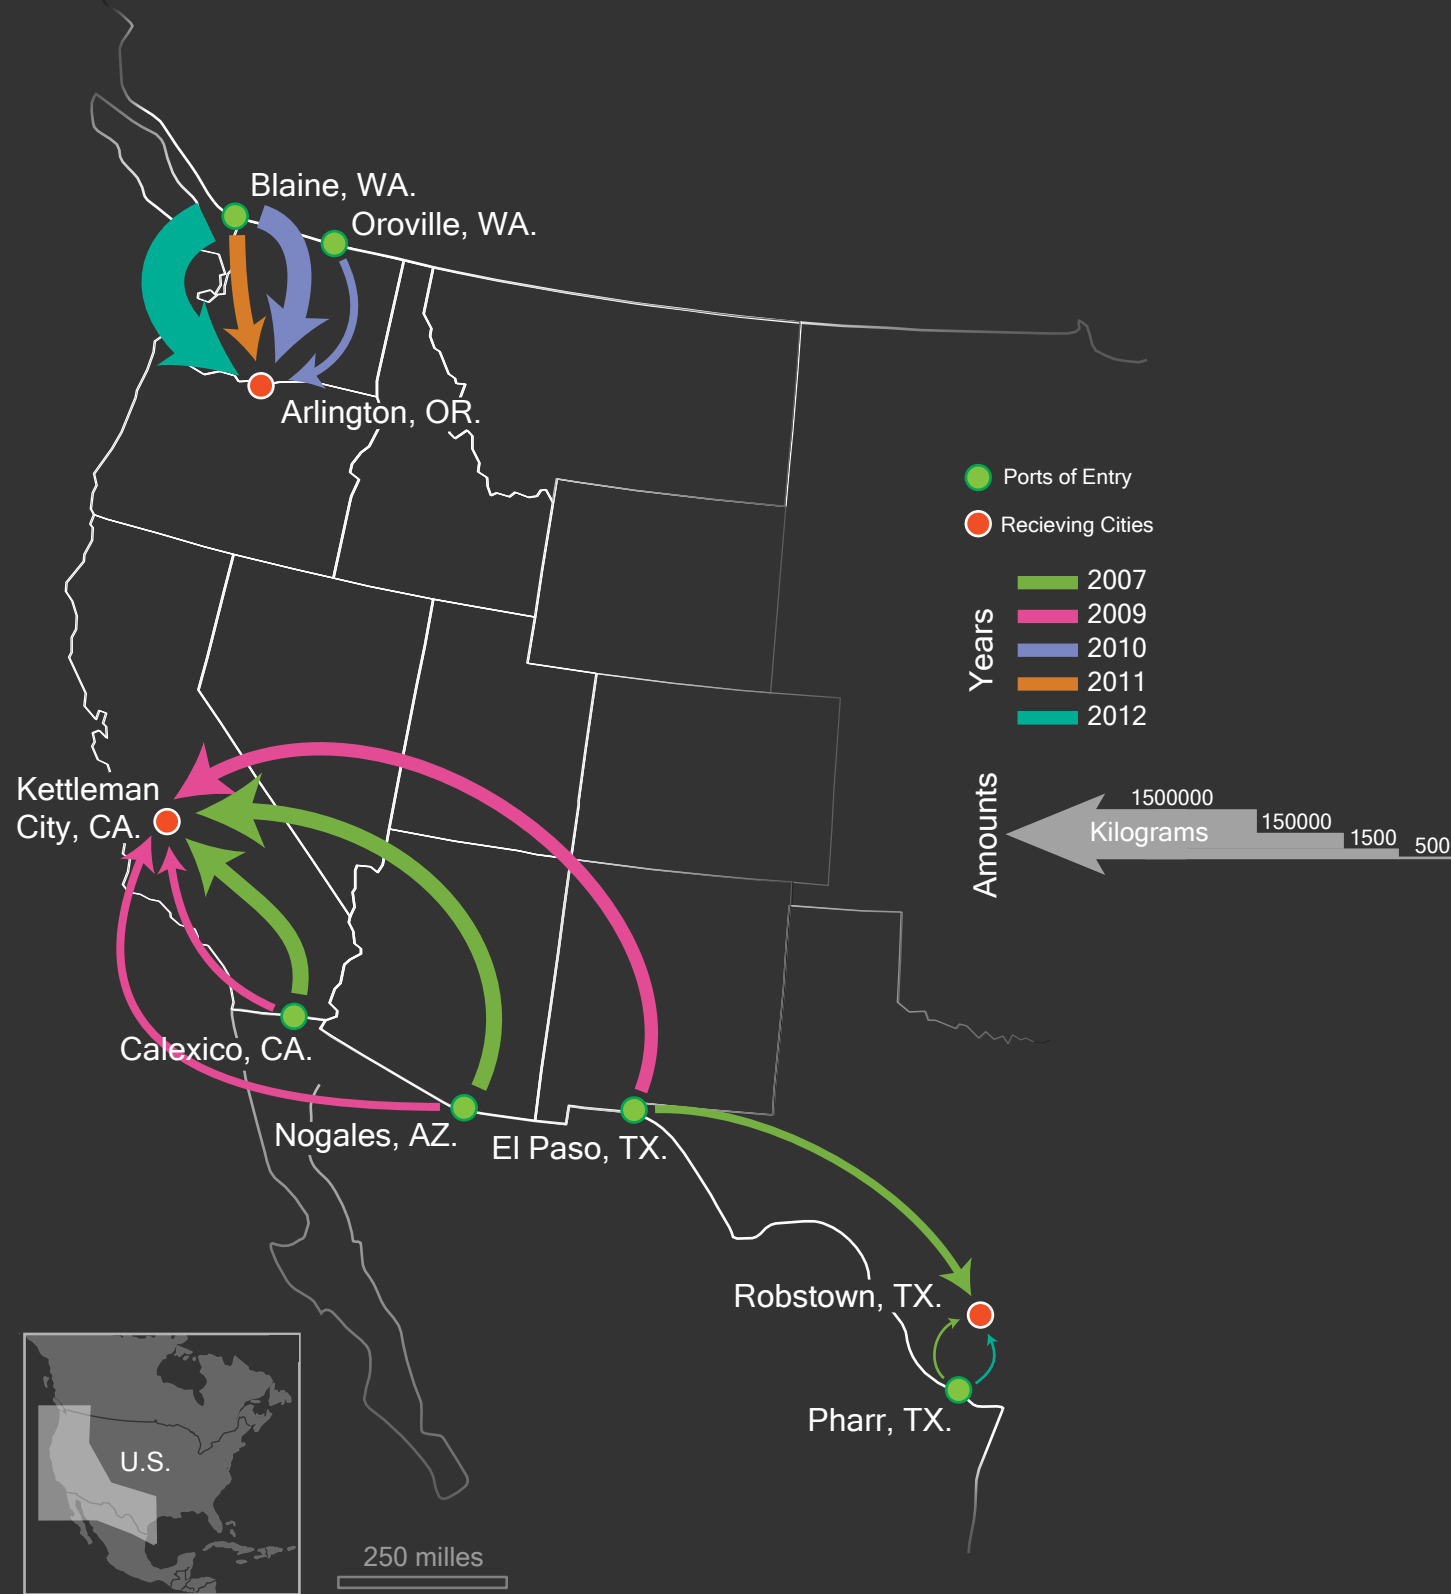 Blaine, WA.
Oroville, WA.
Arlington, OR.
Ports of Entry
Recieving Cities
Years
2007
2009
2010
2011
2012
Kettleman
City, CA.
Amounts
1500000
150000
1500
500
Kilograms
Calexico, CA.
Nogales, AZ.
El Paso, TX.
Robstown, TX.
Pharr, TX.
U.S.
250 milles